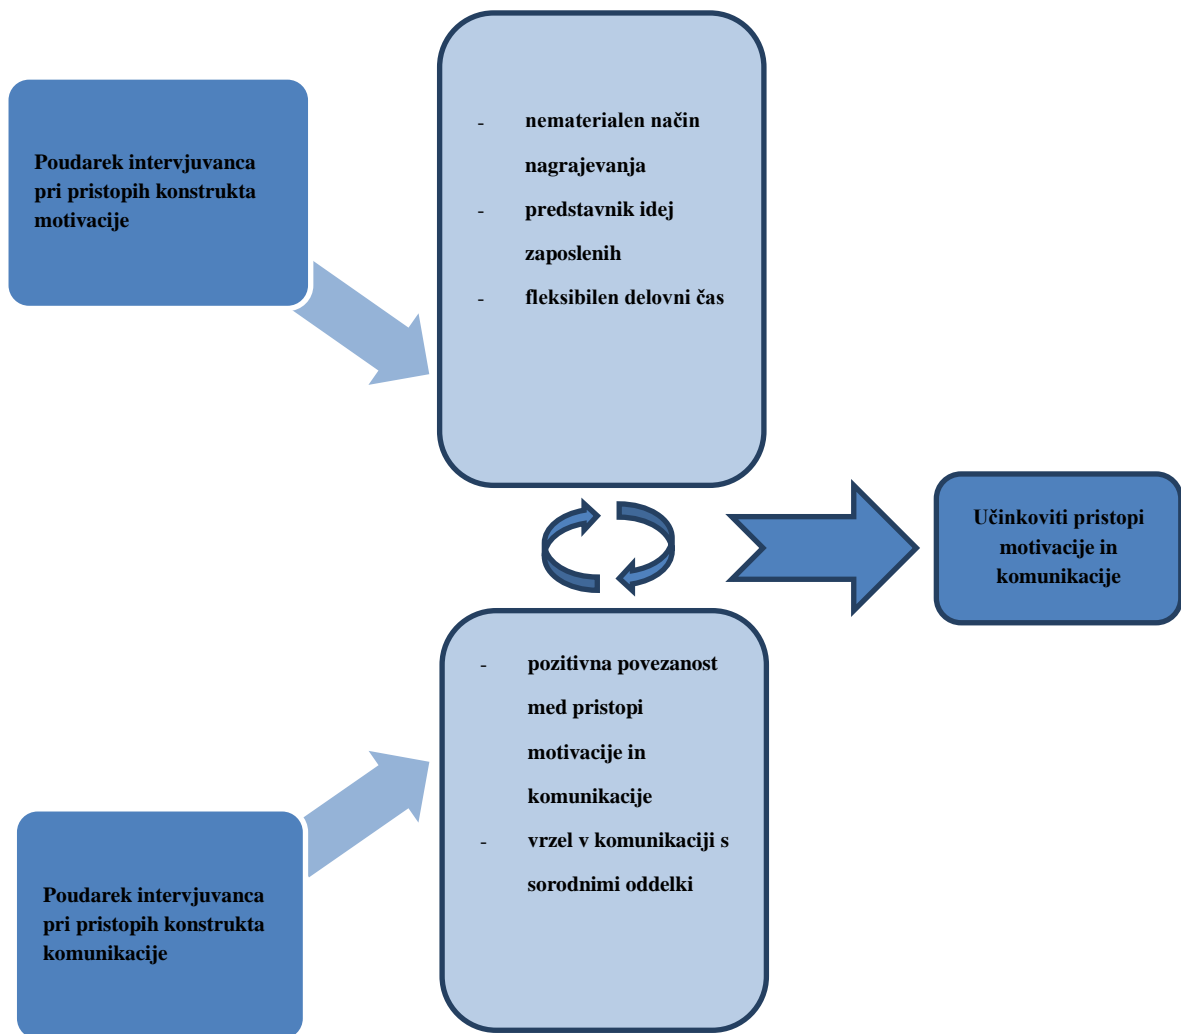 Poudarek intervjuvanca
pri pristopih konstrukta
motivacije
- nematerialen način
nagrajevanja
- predstavnik idej
zaposlenih
- fleksibilen delovni čas
Učinkoviti pristopi
motivacije in
komunikacije
- pozitivna povezanost
med pristopi
motivacije in
komunikacije
- vrzel v komunikaciji s
sorodnimi oddelki
Poudarek intervjuvanca
pri pristopih konstrukta
komunikacije